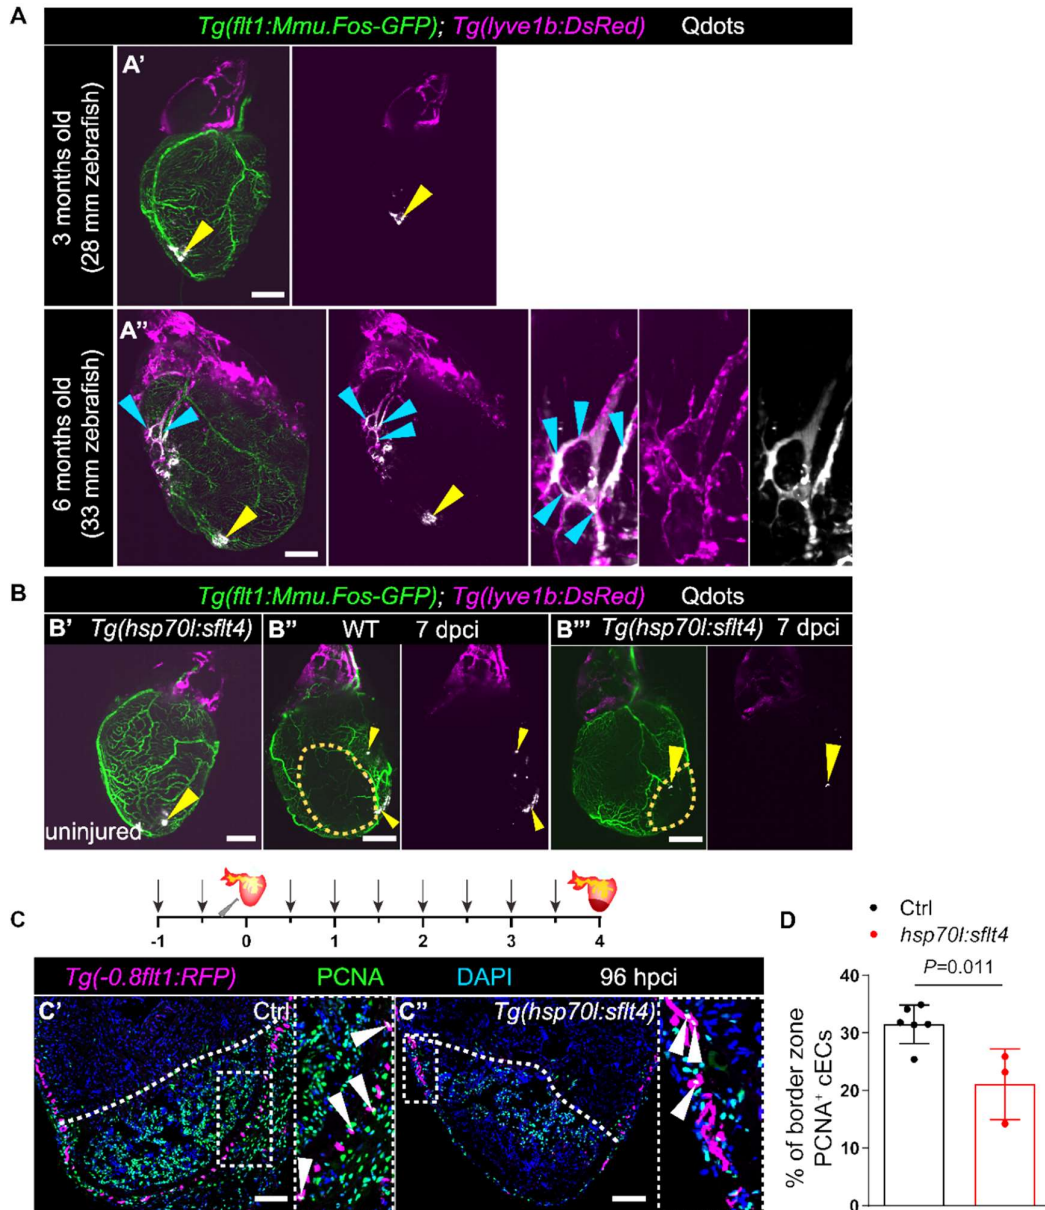 A
Tg(flt1:Mmu.Fos-GFP); Tg(lyve1b:DsRed) Qdots
3 months old
(28 mm zebrafish)
A'
6 months old
(33 mm zebrafish)
A''
B
Tg(flt1:Mmu.Fos-GFP); Tg(lyve1b:DsRed) Qdots
B' Tg(hsp70l:sflt4)
uninjured
B'' WT 7 dpci
B''' Tg(hsp70l:sflt4) 7 dpci
-1 0 1 2 3 4
C
Tg(-0.8flt1:RFP) PCNA DAPI 96 hpci
C' Ctrl
C'' Tg(hsp70l:sflt4)
D
Ctrl
hsp70l:sflt4
P=0.011
% of border zone
PCNA+ cECs
40
30
20
10
0